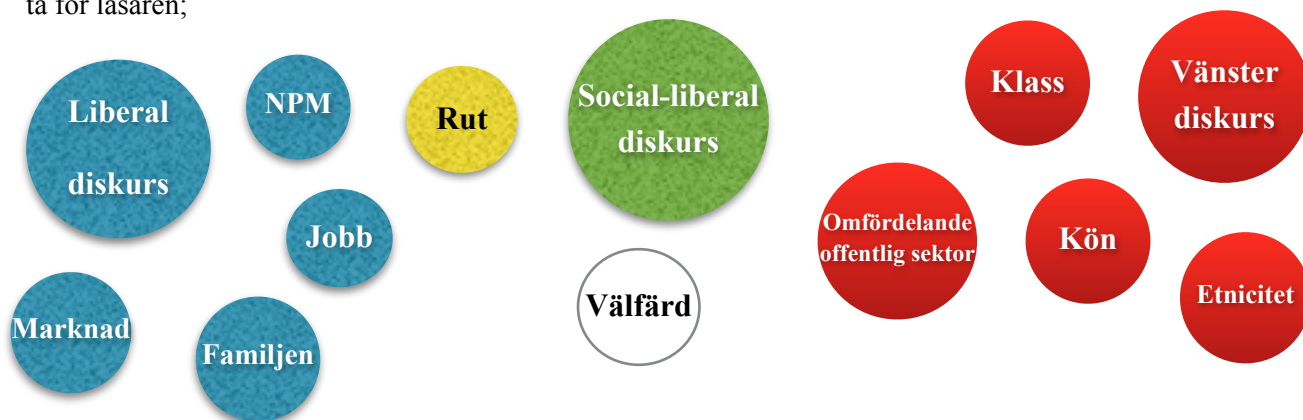 ta för läsaren;
Liberal
diskurs
NPM
Rut
Social-liberal
diskurs
Klass
Vänster
diskurs
Jobb
Omfördelande
offentlig sektor
Kön
Etnicitet
Välfärd
Marknad
Familjen